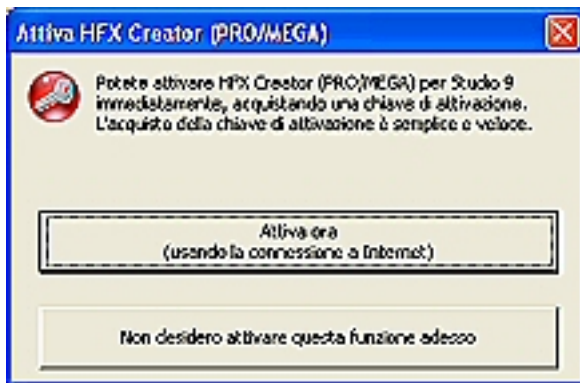 Attiva HFX Creator (PRO/MEGA)
Potete attivare HFX Creator (PRO/MEGA) per Studio 9
immediatamente, acquistando una chiave di attivazione.
L'acquisto della chiave di attivazione è semplice e veloce.
Attiva ora
(usando la connessione a Internet)
Non desidero attivare questa funzione adesso